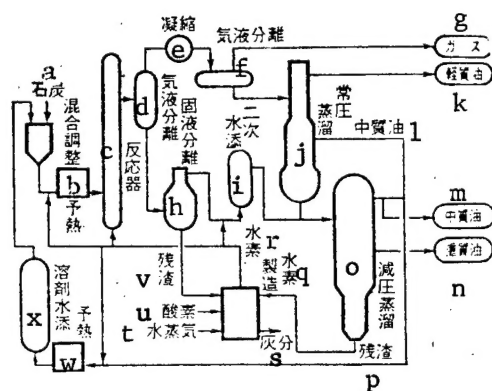 凝縮
g
e
気液分離
ガス
a
f
石炭
軽質油
混合調整
d
気液分離
固液分離
k
二次水添
常圧蒸溜
中質油
l
c
j
b
反応器
i
m
予熱
h
中質油
水素
r
o
重質油
残渣
水素
q
製造
減圧蒸溜
n
v
溶剤水添
u
酸素
x
予熱
t
水蒸気
灰分
残渣
w
s
p